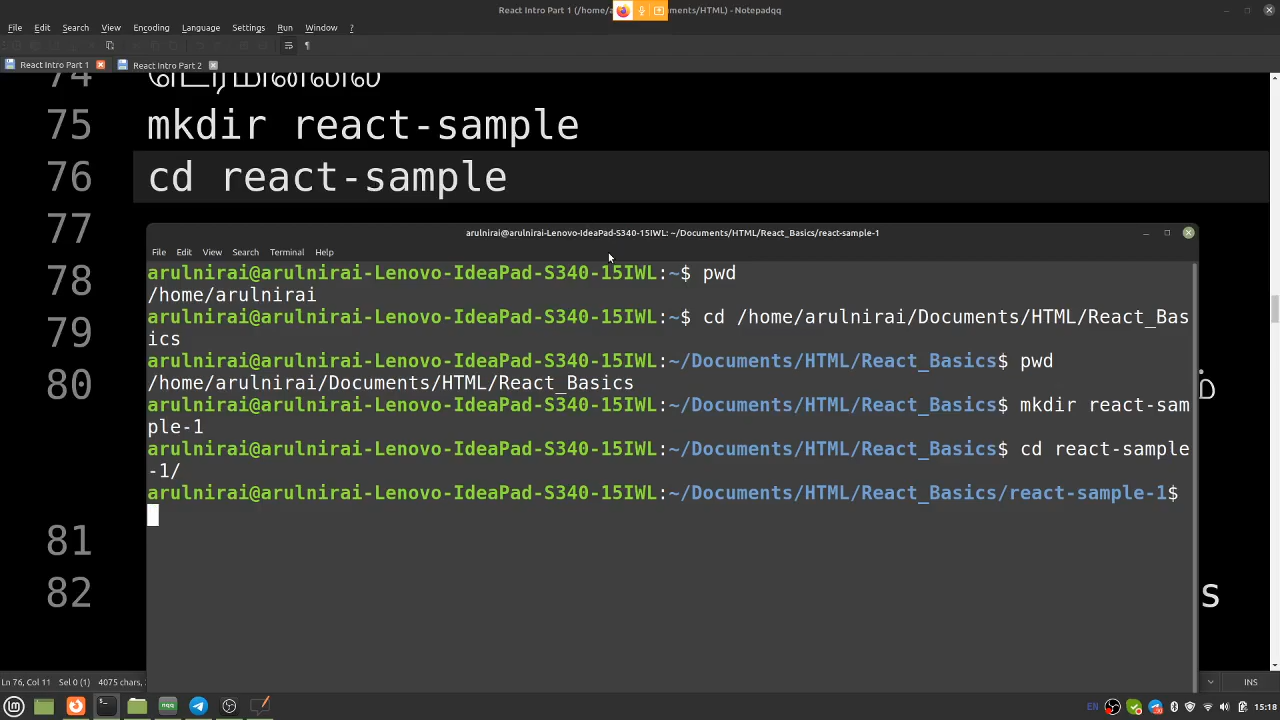 React Intro Part 1 (/home/a
ocuments/HTML) - Notepadqq
File Edit Search View Encoding Language Settings Run Window ?
React Intro Part 1 React Intro Part 2
74
75 mkdir react-sample
76 cd react-sample
77
arulnirai@arulnirai-Lenovo-IdeaPad-S340-15IWL: ~/Documents/HTML/React_Basics/react-sample-1
File Edit View Search Terminal Help
arulnirai@arulnirai-Lenovo-IdeaPad-S340-15IWL:~$ pwd
78
/home/arulnirai
arulnirai@arulnirai-Lenovo-IdeaPad-S340-15IWL:~$ cd /home/arulnirai/Documents/HTML/React_Bas
79
ics
arulnirai@arulnirai-Lenovo-IdeaPad-S340-15IWL:~/Documents/HTML/React_Basics$ pwd
80
/home/arulnirai/Documents/HTML/React_Basics
arulnirai@arulnirai-Lenovo-IdeaPad-S340-15IWL:~/Documents/HTML/React_Basics$ mkdir react-sam
ple-1
arulnirai@arulnirai-Lenovo-IdeaPad-S340-15IWL:~/Documents/HTML/React_Basics$ cd react-sample
-1/
arulnirai@arulnirai-Lenovo-IdeaPad-S340-15IWL:~/Documents/HTML/React_Basics/react-sample-1$
81
82 s
Ln 76, Col 11 Sel 0 (1) 4075 chars, INS
EN 15:18